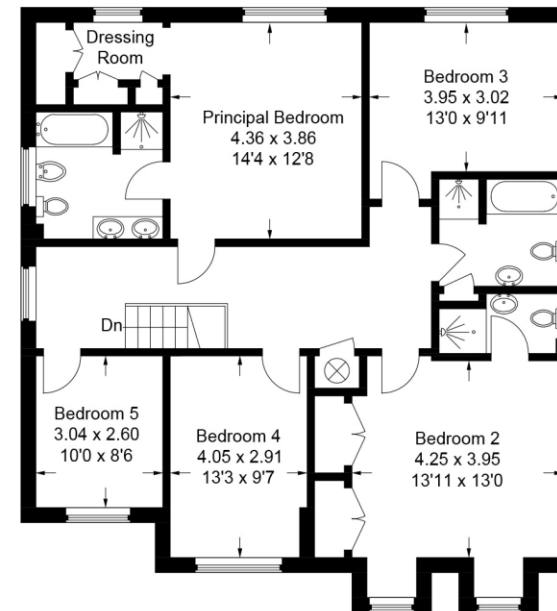 Dressing
Room
Principal Bedroom
4.36 x 3.86
14'4 x 12'8
Bedroom 3
3.95 x 3.02
13'0 x 9'11
Dn
Bedroom 5
3.04 x 2.60
10'0 x 8'6
Bedroom 4
4.05 x 2.91
13'3 x 9'7
Bedroom 2
4.25 x 3.95
13'11 x 13'0